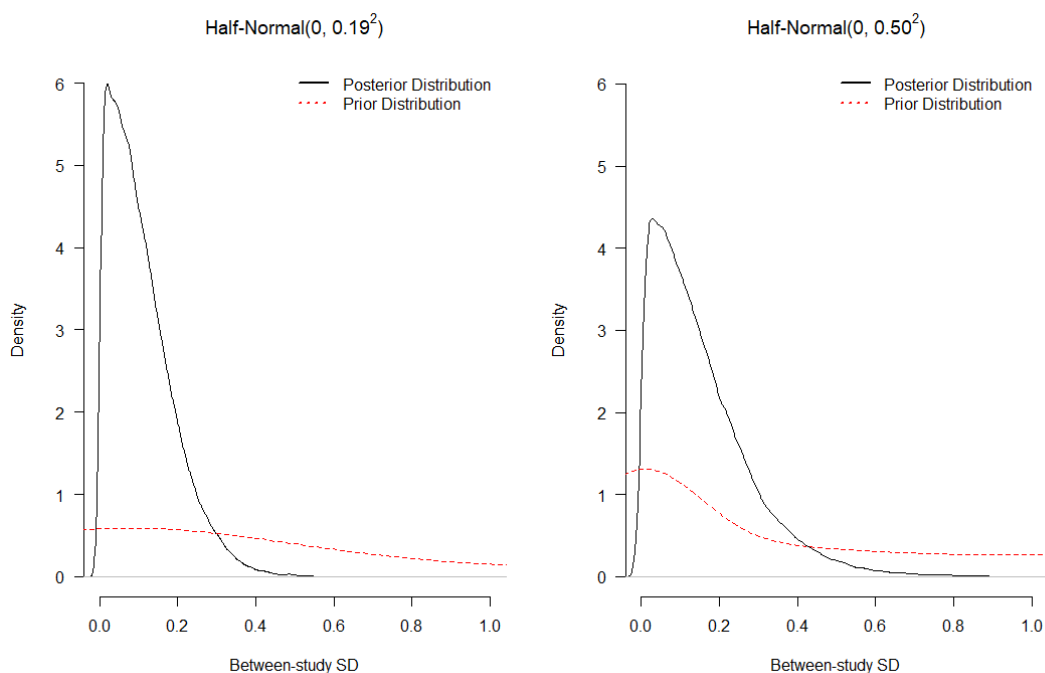 Half-Normal(0, 0.19²)
Posterior Distribution
Prior Distribution
6
5
4
3
2
1
0
Density
0.0 0.2 0.4 0.6 0.8 1.0
Between-study SD
Half-Normal(0, 0.50²)
Posterior Distribution
Prior Distribution
6
5
4
3
2
1
0
Density
0.0 0.2 0.4 0.6 0.8 1.0
Between-study SD